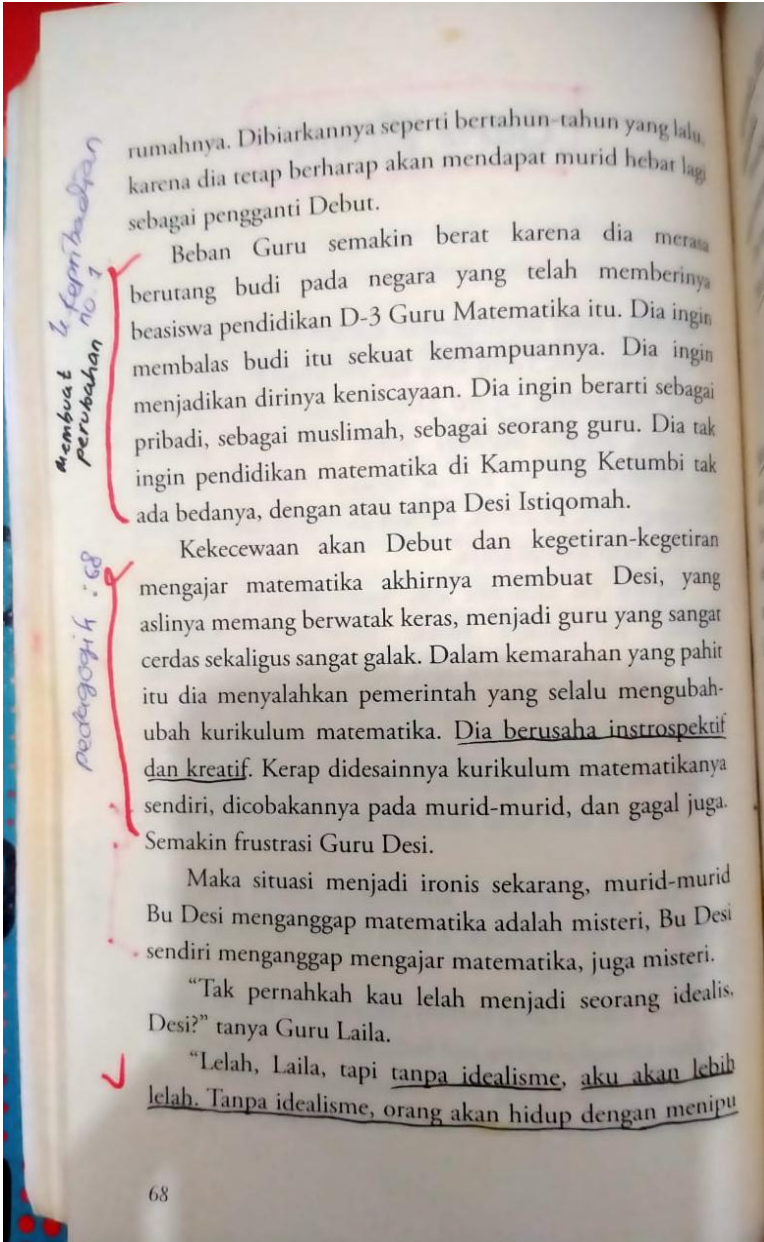 rumahnya. Dibiarkannya seperti bertahun-tahun yang lalu,
karena dia tetap berharap akan mendapat murid hebat lagi
sebagai pengganti Debut.
Beban Guru semakin berat karena dia merasa
berutang budi pada negara yang telah memberinya
beasiswa pendidikan D-3 Guru Matematika itu. Dia ingin
membalas budi itu sekuat kemampuannya. Dia ingin
menjadikan dirinya keniscayaan. Dia ingin berarti sebagai
pribadi, sebagai muslimah, sebagai seorang guru. Dia tak
ingin pendidikan matematika di Kampung Ketumbi tak
ada bedanya, dengan atau tanpa Desi Istiqomah.
Kekecewaan akan Debut dan kegetiran-kegetiran
mengajar matematika akhirnya membuat Desi, yang
aslinya memang berwatak keras, menjadi guru yang sangat
cerdas sekaligus sangat galak. Dalam kemarahan yang pahit
itu dia menyalahkan pemerintah yang selalu mengubah-
ubah kurikulum matematika. Dia berusaha instrospektif
dan kreatif. Kerap didesainnya kurikulum matematikanya
sendiri, dicobakannya pada murid-murid, dan gagal juga.
Semakin frustrasi Guru Desi.
Maka situasi menjadi ironis sekarang, murid-murid
Bu Desi menganggap matematika adalah misteri, Bu Desi
sendiri menganggap mengajar matematika, juga misteri.
"Tak pernahkah kau lelah menjadi seorang idealis,
Desi?" tanya Guru Laila.
"Lelah, Laila, tapi tanpa idealisme, aku akan lebih
lelah. Tanpa idealisme, orang akan hidup dengan menipu
68
kepribadian
no. 1
membuat
perubahan
pedagogik : 68